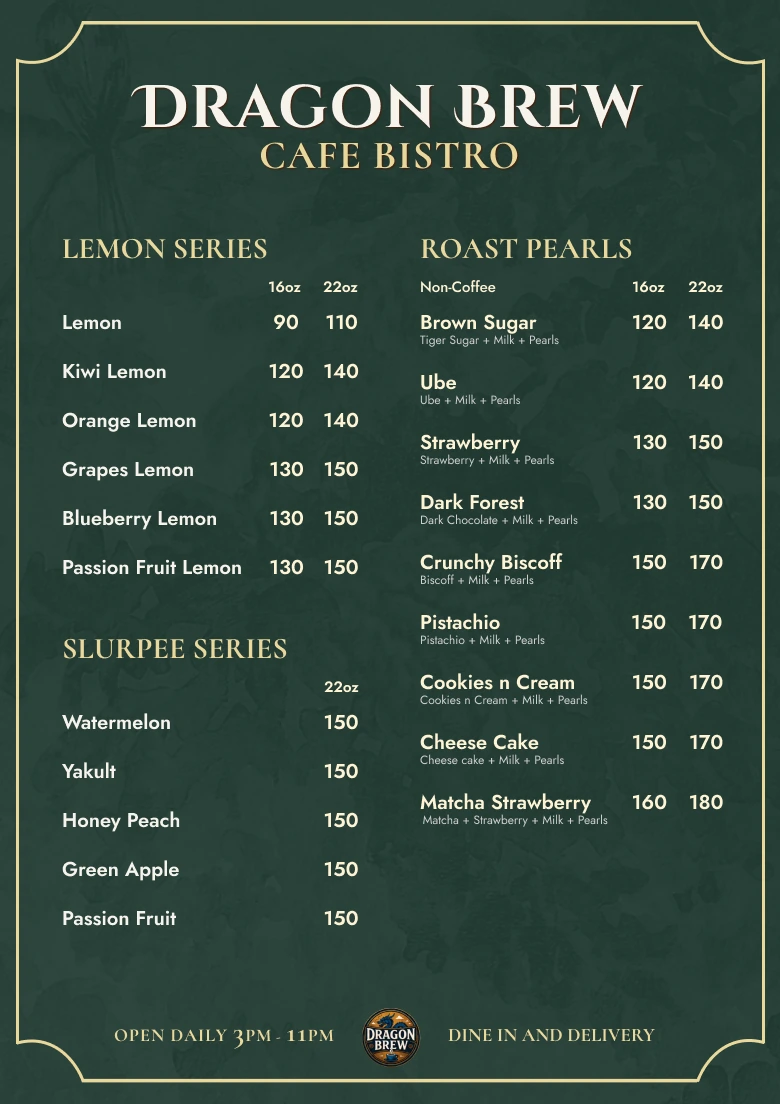 DRAGON BREW
CAFE BISTRO
LEMON SERIES
16oz 22oz
Lemon 90 110
Kiwi Lemon 120 140
Orange Lemon 120 140
Grapes Lemon 130 150
Blueberry Lemon 130 150
Passion Fruit Lemon 130 150
SLURPEE SERIES
22oz
Watermelon 150
Yakult 150
Honey Peach 150
Green Apple 150
Passion Fruit 150
ROAST PEARLS
Non-Coffee 16oz 22oz
Brown Sugar 120 140
Tiger Sugar + Milk + Pearls
Ube 120 140
Ube + Milk + Pearls
Strawberry 130 150
Strawberry + Milk + Pearls
Dark Forest 130 150
Dark Chocolate + Milk + Pearls
Crunchy Biscoff 150 170
Biscoff + Milk + Pearls
Pistachio 150 170
Pistachio + Milk + Pearls
Cookies n Cream 150 170
Cookies n Cream + Milk + Pearls
Cheese Cake 150 170
Cheese cake + Milk + Pearls
Matcha Strawberry 160 180
Matcha + Strawberry + Milk + Pearls
OPEN DAILY 3PM - 11PM
DRAGON
BREW
DINE IN AND DELIVERY